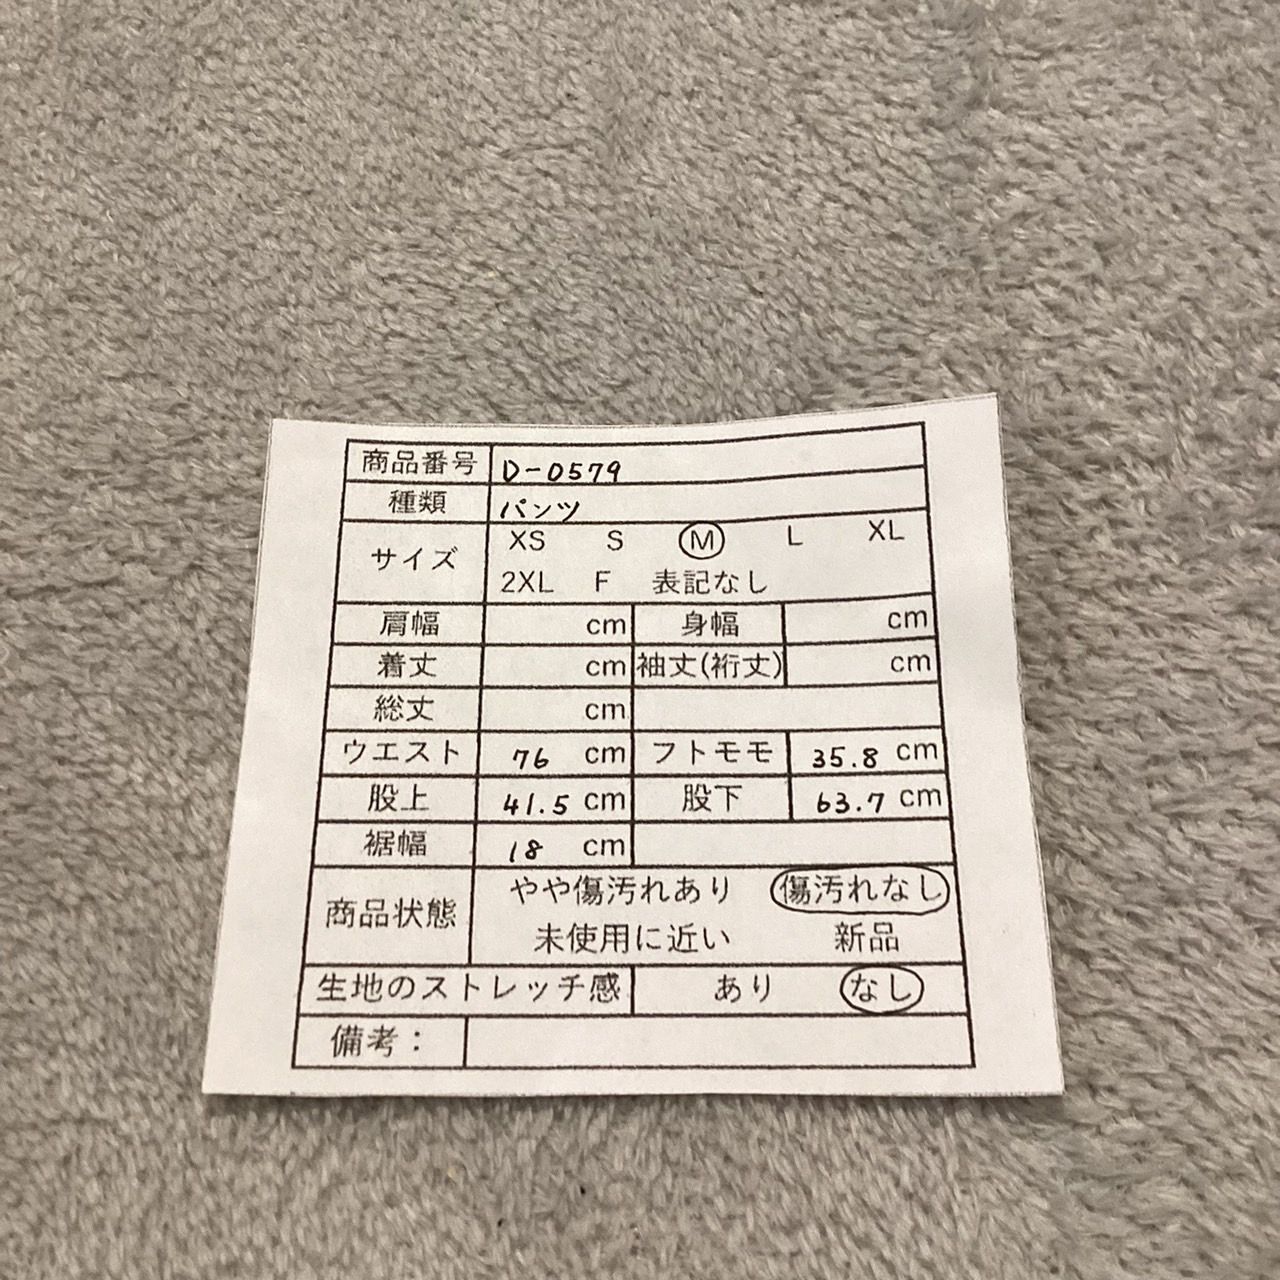 商品番号 D-0579
種類 パンツ
サイズ XS S M L XL
2XL F 表記なし
肩幅 cm 身幅 cm
着丈 cm 袖丈(裄丈) cm
総丈 cm
ウエスト 76 cm フトモモ 35.8 cm
股上 41.5 cm 股下 63.7 cm
裾幅 18 cm
商品状態 やや傷汚れあり 傷汚れなし
未使用に近い 新品
生地のストレッチ感 あり なし
備考：